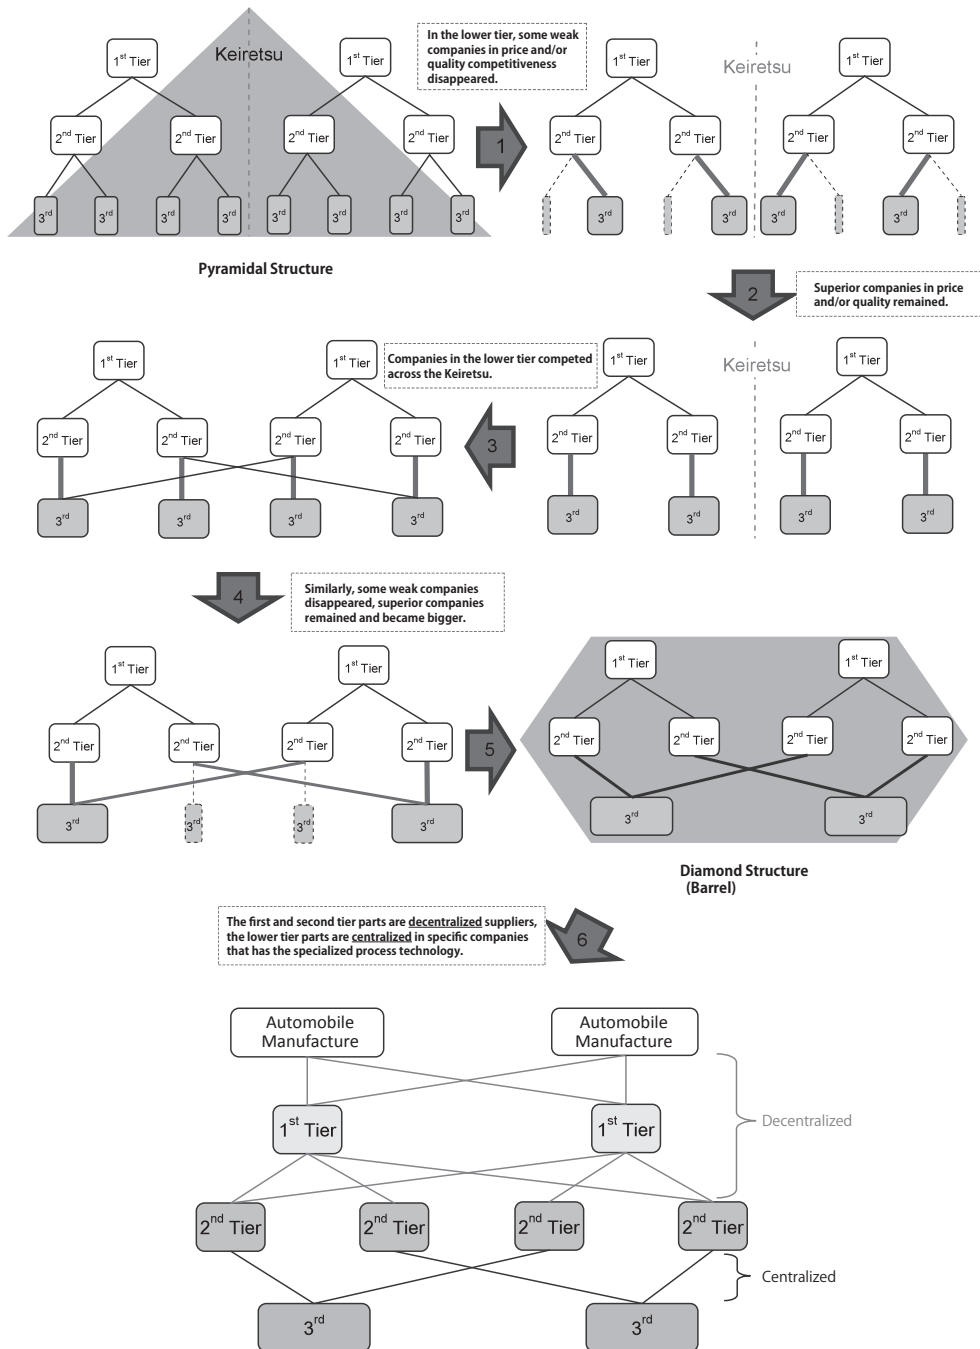 Keiretsu
1st Tier
1st Tier
2nd Tier
2nd Tier
2nd Tier
2nd Tier
3rd
3rd
3rd
3rd
3rd
3rd
3rd
3rd
Pyramidal Structure
In the lower tier, some weak
companies in price and/or
quality competitiveness
disappeared.
1
Keiretsu
1st Tier
1st Tier
2nd Tier
2nd Tier
2nd Tier
2nd Tier
3rd
3rd
3rd
3rd
2
Superior companies in price
and/or quality remained.
Keiretsu
1st Tier
1st Tier
2nd Tier
2nd Tier
2nd Tier
2nd Tier
3rd
3rd
3rd
3rd
Companies in the lower tier competed
across the Keiretsu.
3
1st Tier
1st Tier
2nd Tier
2nd Tier
2nd Tier
2nd Tier
3rd
3rd
3rd
3rd
4
Similarly, some weak companies
disappeared, superior companies
remained and became bigger.
1st Tier
1st Tier
2nd Tier
2nd Tier
2nd Tier
2nd Tier
3rd
3rd
3rd
3rd
5
1st Tier
1st Tier
2nd Tier
2nd Tier
2nd Tier
2nd Tier
3rd
3rd
Diamond Structure
(Barrel)
The first and second tier parts are decentralized suppliers,
the lower tier parts are centralized in specific companies
that has the specialized process technology.
6
Automobile
Manufacture
Automobile
Manufacture
1st Tier
1st Tier
Decentralized
2nd Tier
2nd Tier
2nd Tier
2nd Tier
Centralized
3rd
3rd